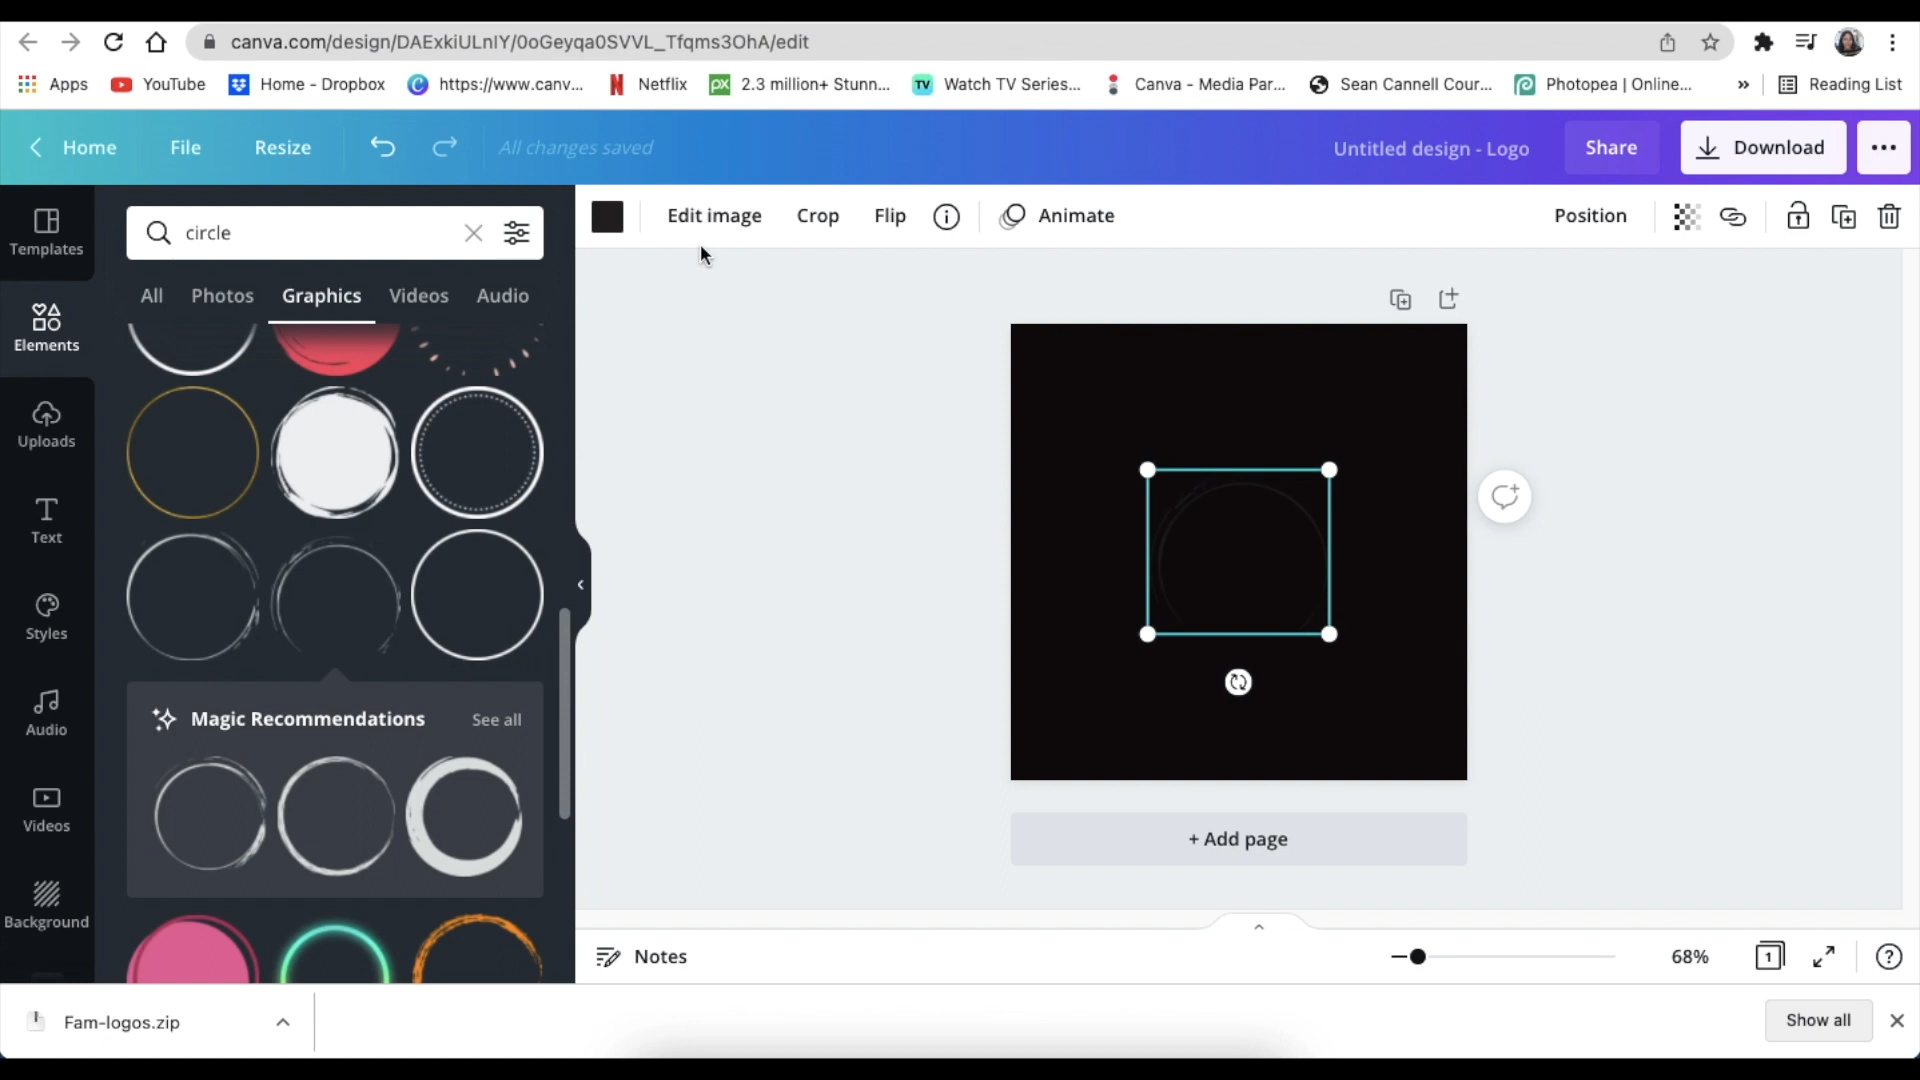 canva.com/design/DAExkiULnlY/0oGeyqa0SVVL_Tfqms3OhA/edit
Apps YouTube Home - Dropbox https://www.canv... Netflix 2.3 million+ Stunn... Watch TV Series... Canva - Media Par... Sean Cannell Cour... Photopea | Online... » Reading List
Home File Resize All changes saved Untitled design - Logo Share Download
Templates
Elements
Uploads
Text
Styles
Audio
Videos
Background
circle
All Photos Graphics Videos Audio
Magic Recommendations See all
Edit image Crop Flip Animate Position
+ Add page
Notes 68% 1
Fam-logos.zip Show all